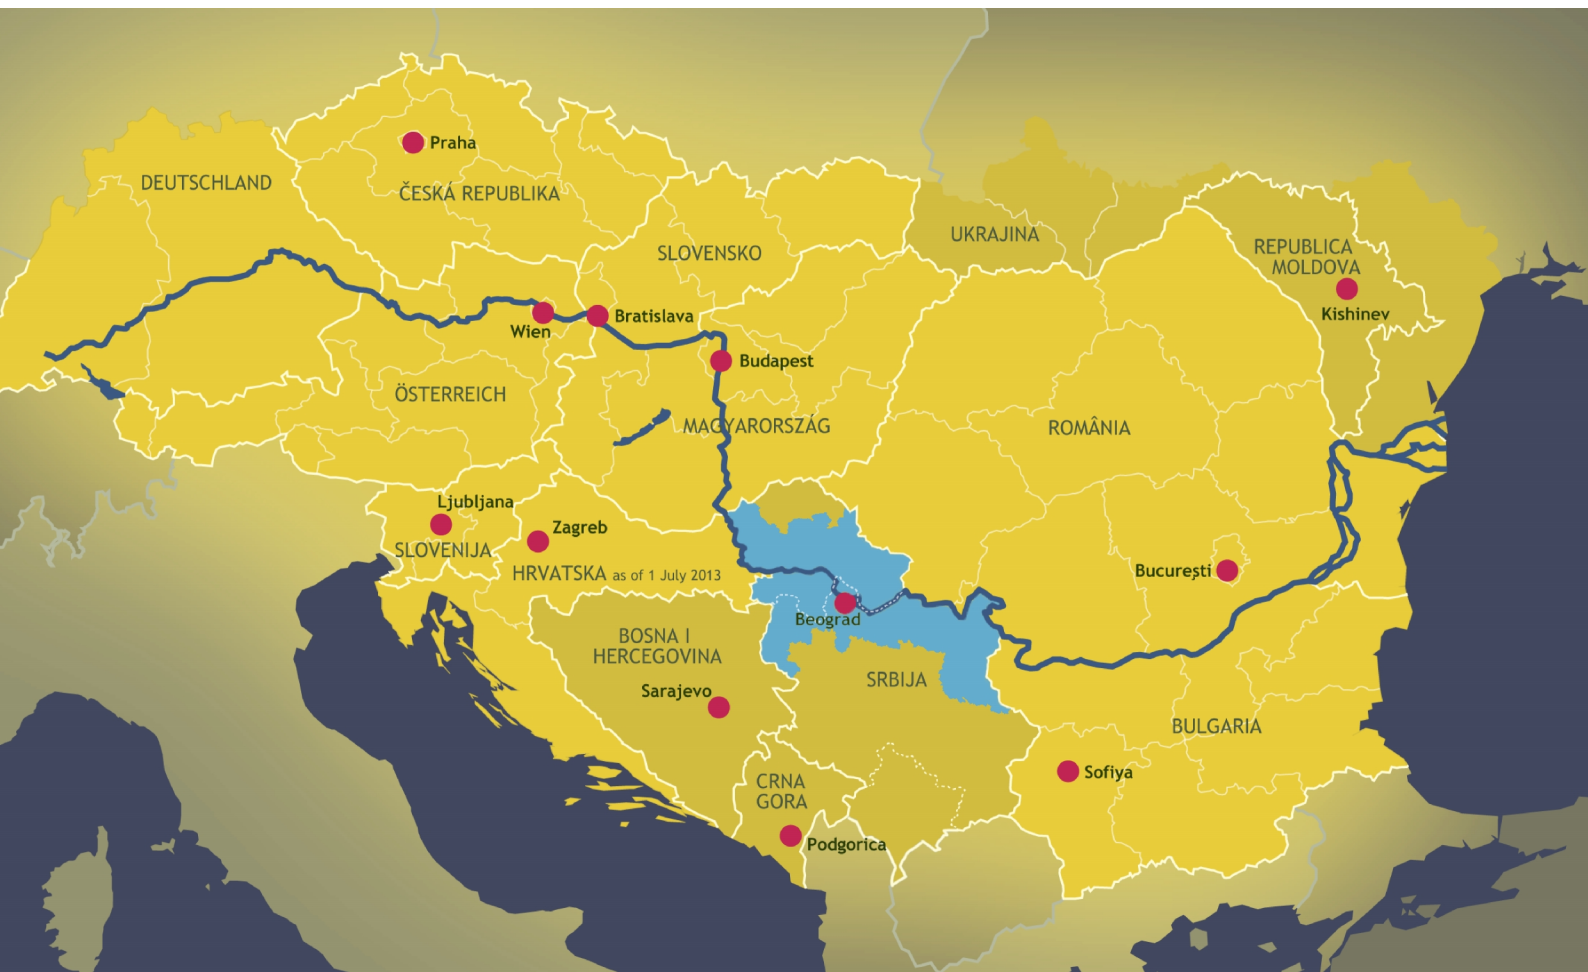 Praha
DEUTSCHLAND
ČESKÁ REPUBLIKA
UKRAJINA
REPUBLICA
MOLDOVA
SLOVENSKO
Kishinev
Wien
Bratislava
Budapest
ÖSTERREICH
MAGYARORSZÁG
ROMÂNIA
Ljubljana
Zagreb
SLOVENIJA
HRVATSKA as of 1 July 2013
București
Beograd
BOSNA I
HERCEGOVINA
SRBIJA
Sarajevo
BULGARIA
Sofiya
CRNA
GORA
Podgorica